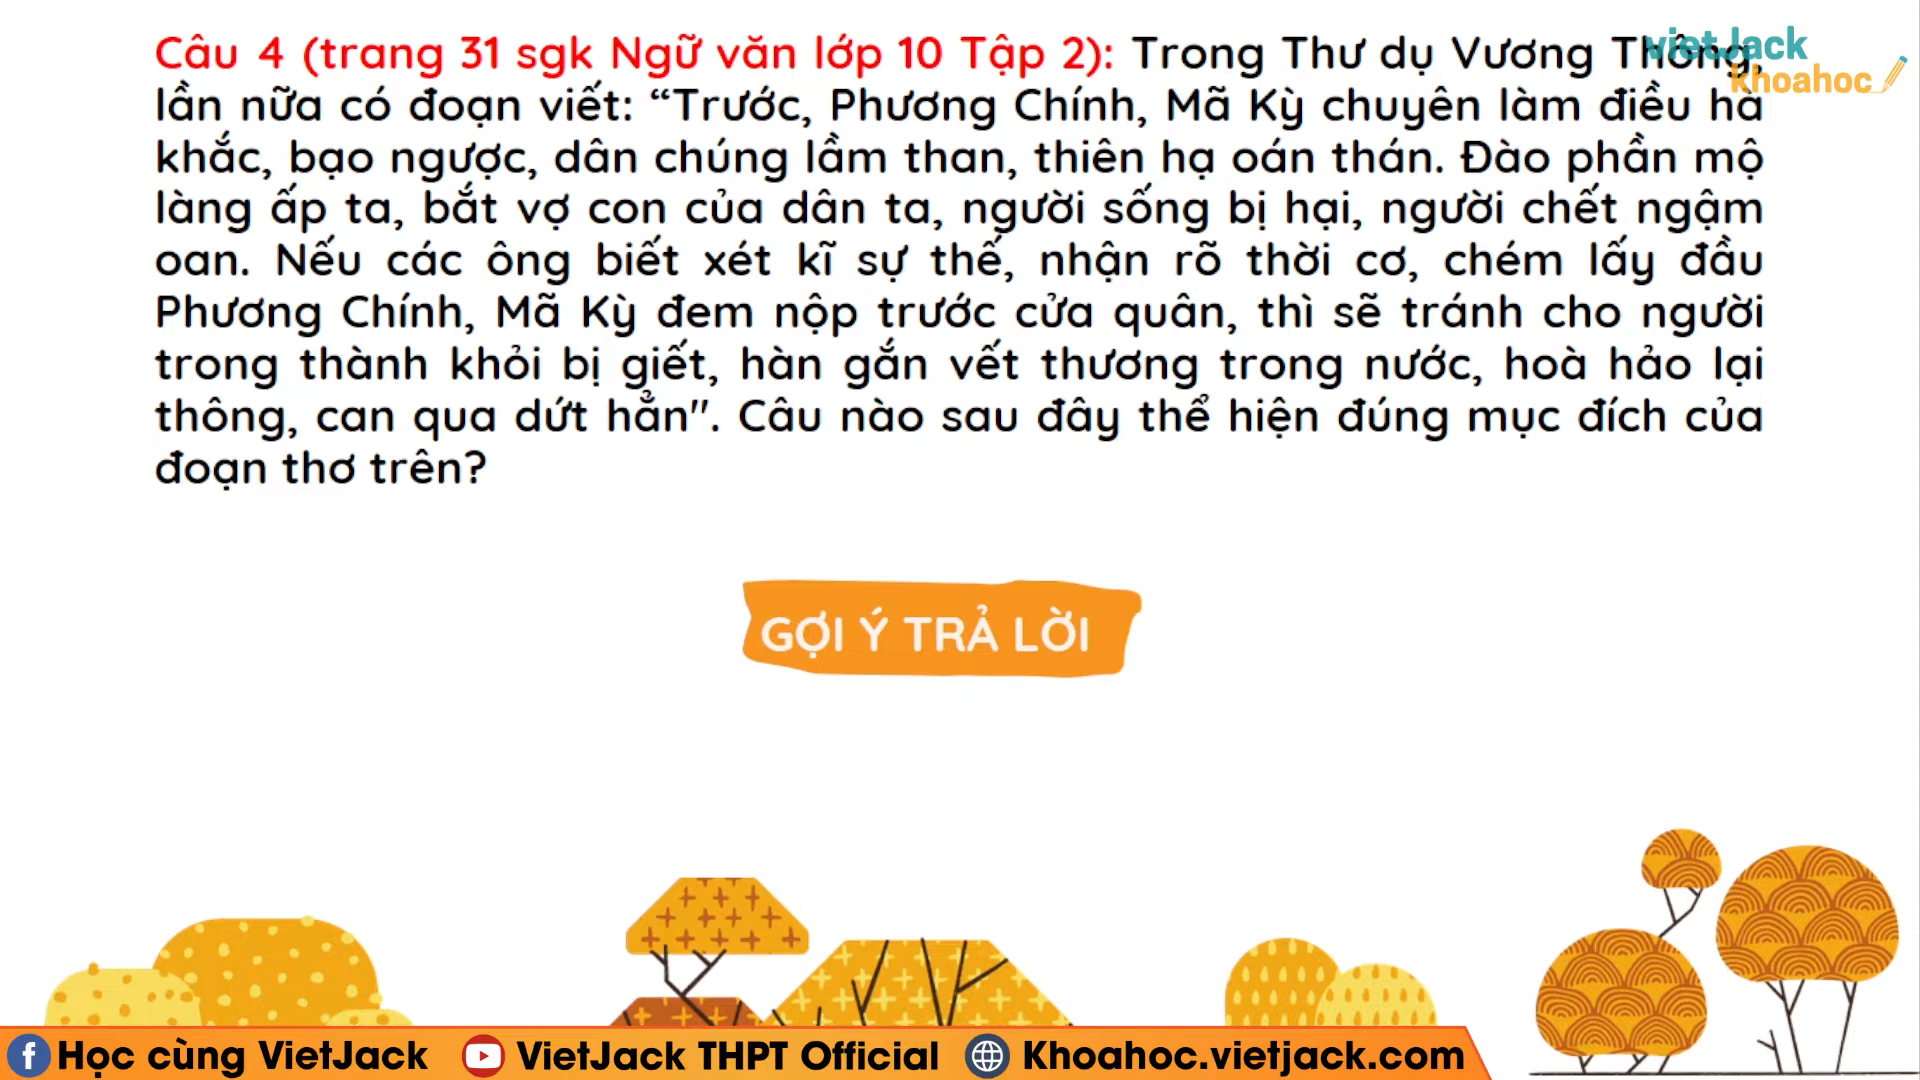 Câu 4 (trang 31 sgk Ngữ văn lớp 10 Tập 2): Trong Thư dụ Vương Thông,
vietJack
khoahoc
lần nữa có đoạn viết: “Trước, Phương Chính, Mã Kỳ chuyên làm điều hà
khắc, bạo ngược, dân chúng lầm than, thiên hạ oán thán. Đào phần mộ
làng ấp ta, bắt vợ con của dân ta, người sống bị hại, người chết ngậm
oan. Nếu các ông biết xét kĩ sự thế, nhận rõ thời cơ, chém lấy đầu
Phương Chính, Mã Kỳ đem nộp trước cửa quân, thì sẽ tránh cho người
trong thành khỏi bị giết, hàn gắn vết thương trong nước, hoà hảo lại
thông, can qua dứt hẳn". Câu nào sau đây thể hiện đúng mục đích của
đoạn thơ trên?
GỢI Ý TRẢ LỜI
Học cùng VietJack
VietJack THPT Official
Khoahoc.vietjack.com